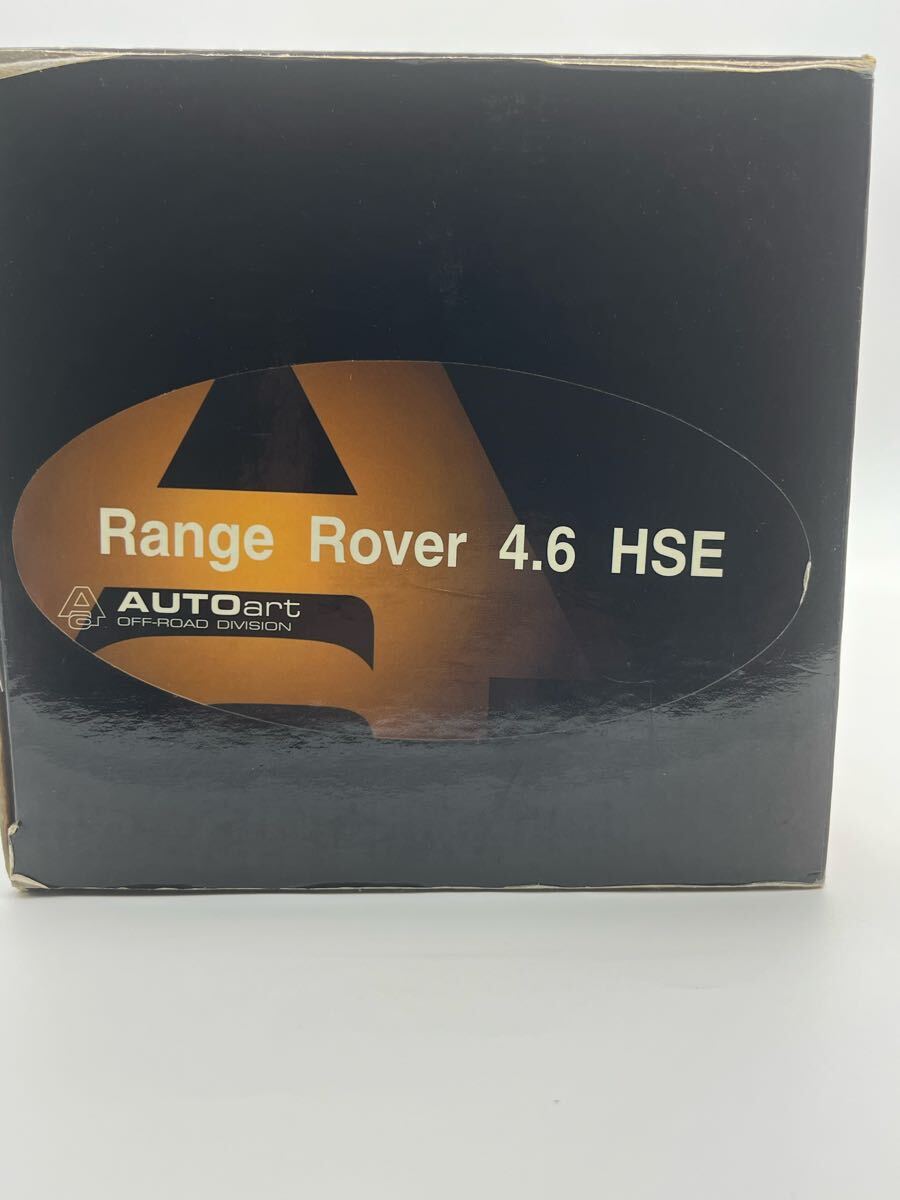 Range Rover 4.6 HSE
AUTOart
OFF-ROAD DIVISION